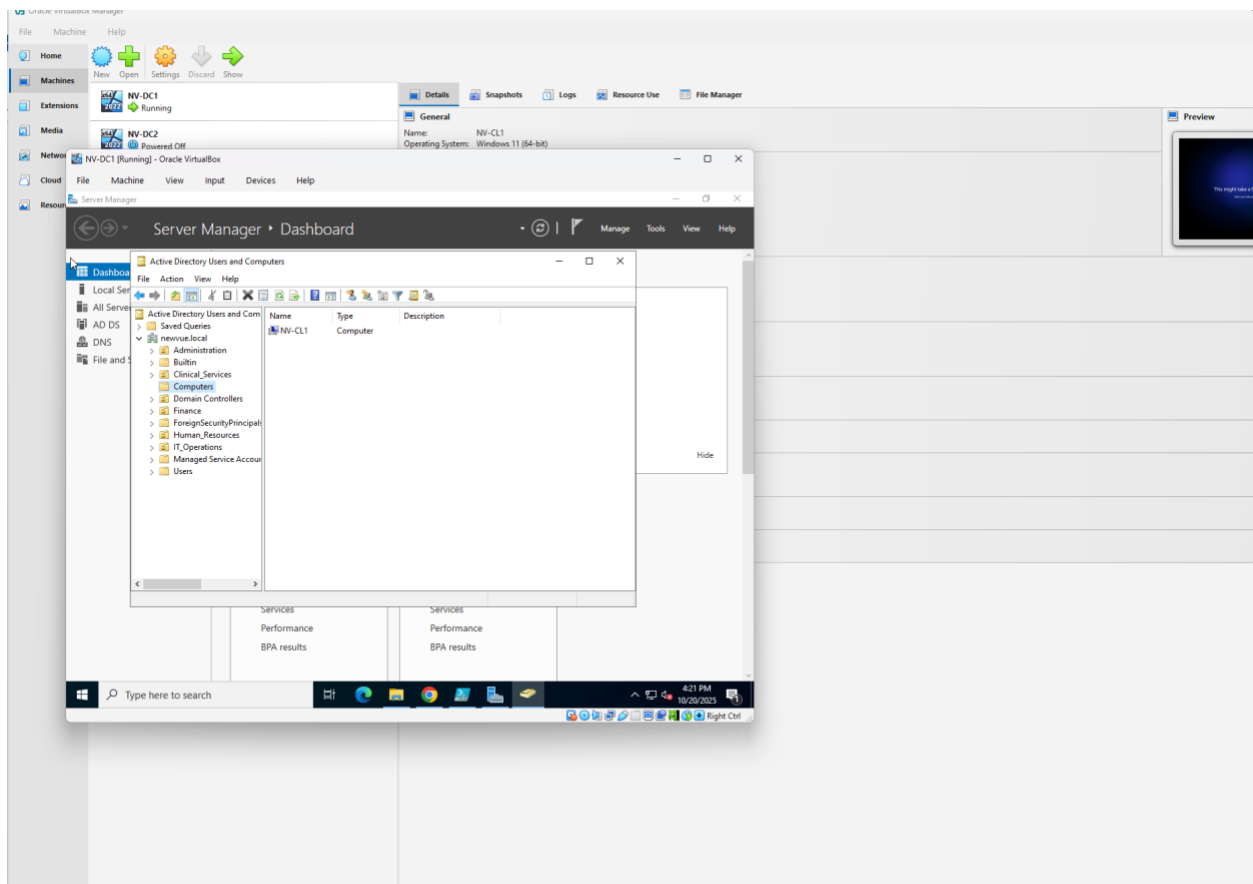 Oracle VirtualBox Manager
File Machine Help
Home
Machines
Extensions
Media
Networ
Cloud
Resour
New Open Settings Discard Show
NV-DC1
Running
NV-DC2
Powered Off
Details Snapshots Logs Resource Use File Manager
General
Name: NV-CL1
Operating System: Windows 11 (64-bit)
Preview
NV-DC1 [Running] - Oracle VirtualBox
File Machine View Input Devices Help
Server Manager
Server Manager Dashboard
Manage Tools View Help
Dashboa
Local Ser
All Server
AD DS
DNS
File and S
Active Directory Users and Computers
File Action View Help
Active Directory Users and Com
Saved Queries
newvue.local
Administration
Builtin
Clinical_Services
Computers
Domain Controllers
Finance
ForeignSecurityPrincipals
Human_Resources
IT_Operations
Managed Service Accour
Users
Name Type Description
NV-CL1 Computer
Hide
Services
Performance
BPA results
Services
Performance
BPA results
Type here to search
4:21 PM
10/20/2025
Right Ctrl